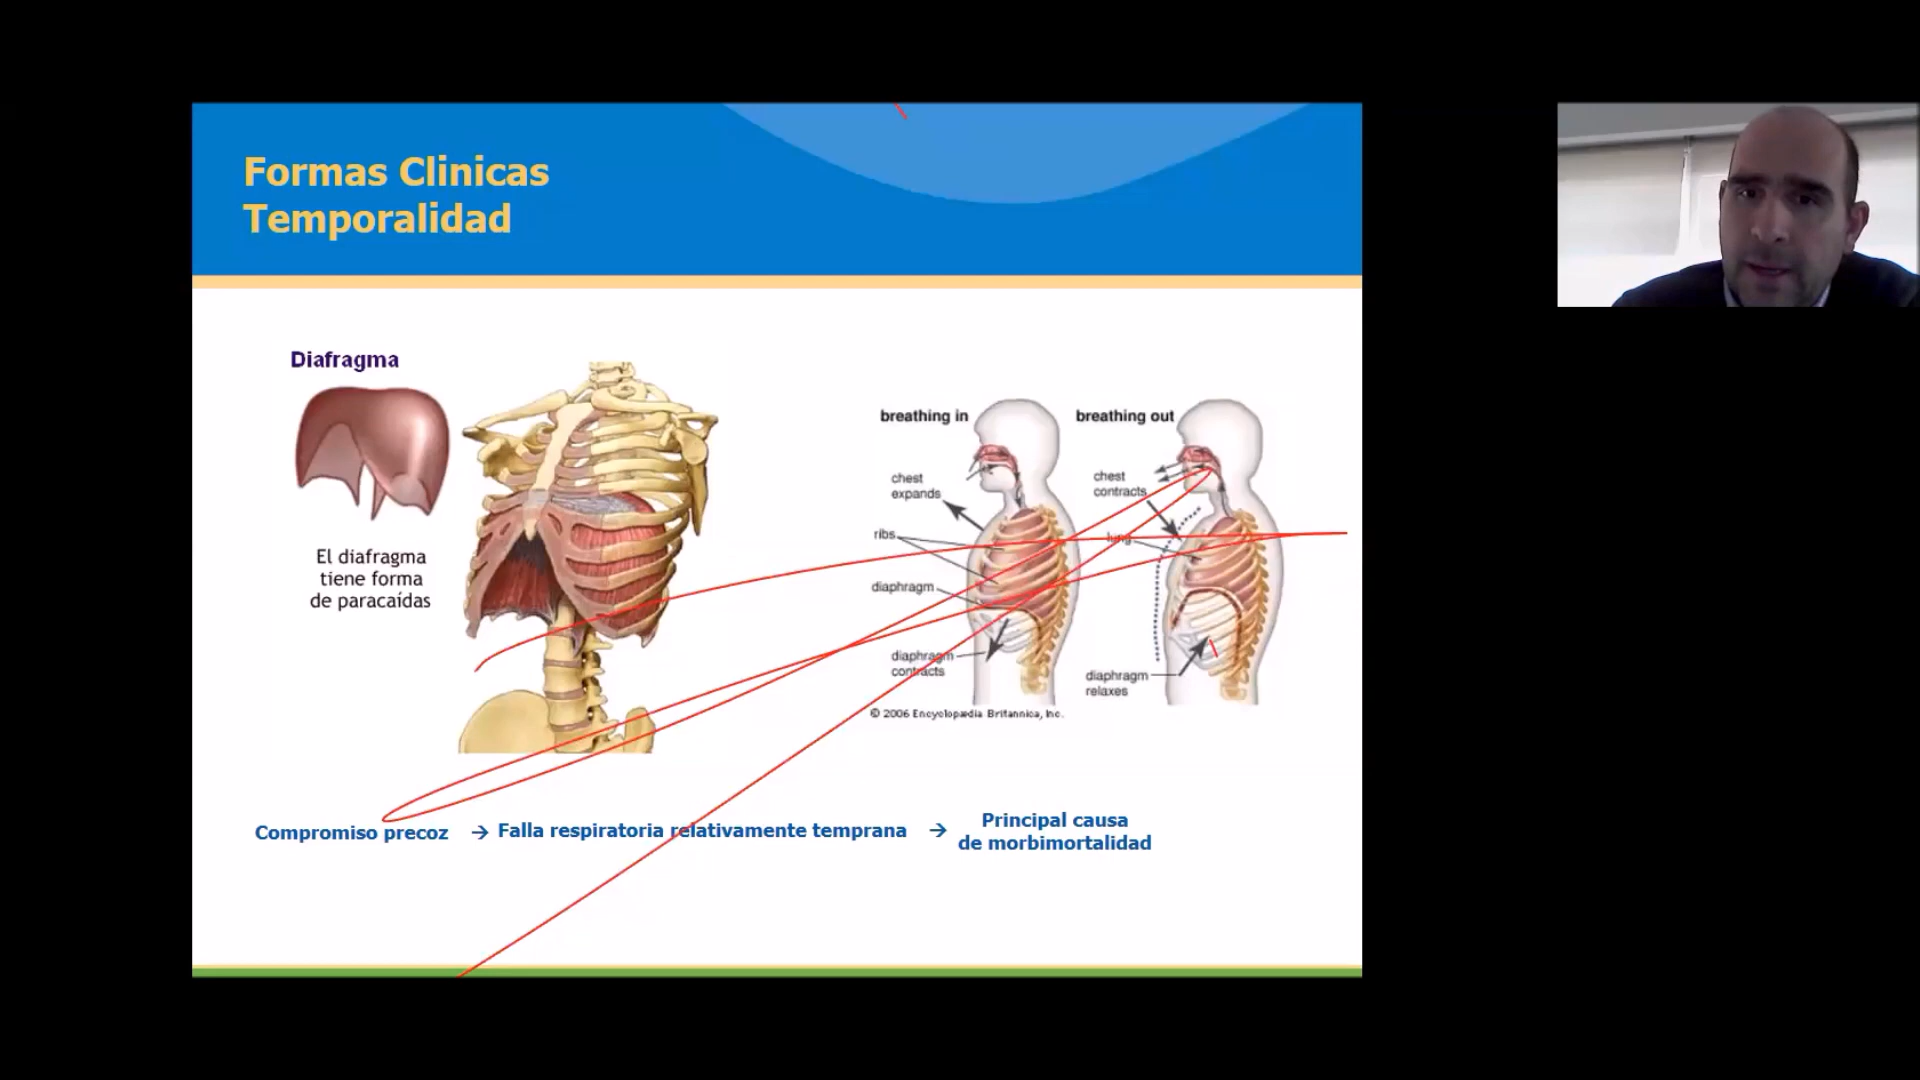 Formas Clinicas
Temporalidad
Diafragma
El diafragma
tiene forma
de paracaídas
breathing in
chest
expands
ribs
diaphragm
diaphragm
contracts
breathing out
chest
contracts
lung
diaphragm
relaxes
© 2006 Encyclopædia Britannica, Inc.
Compromiso precoz → Falla respiratoria relativamente temprana → Principal causa
de morbimortalidad